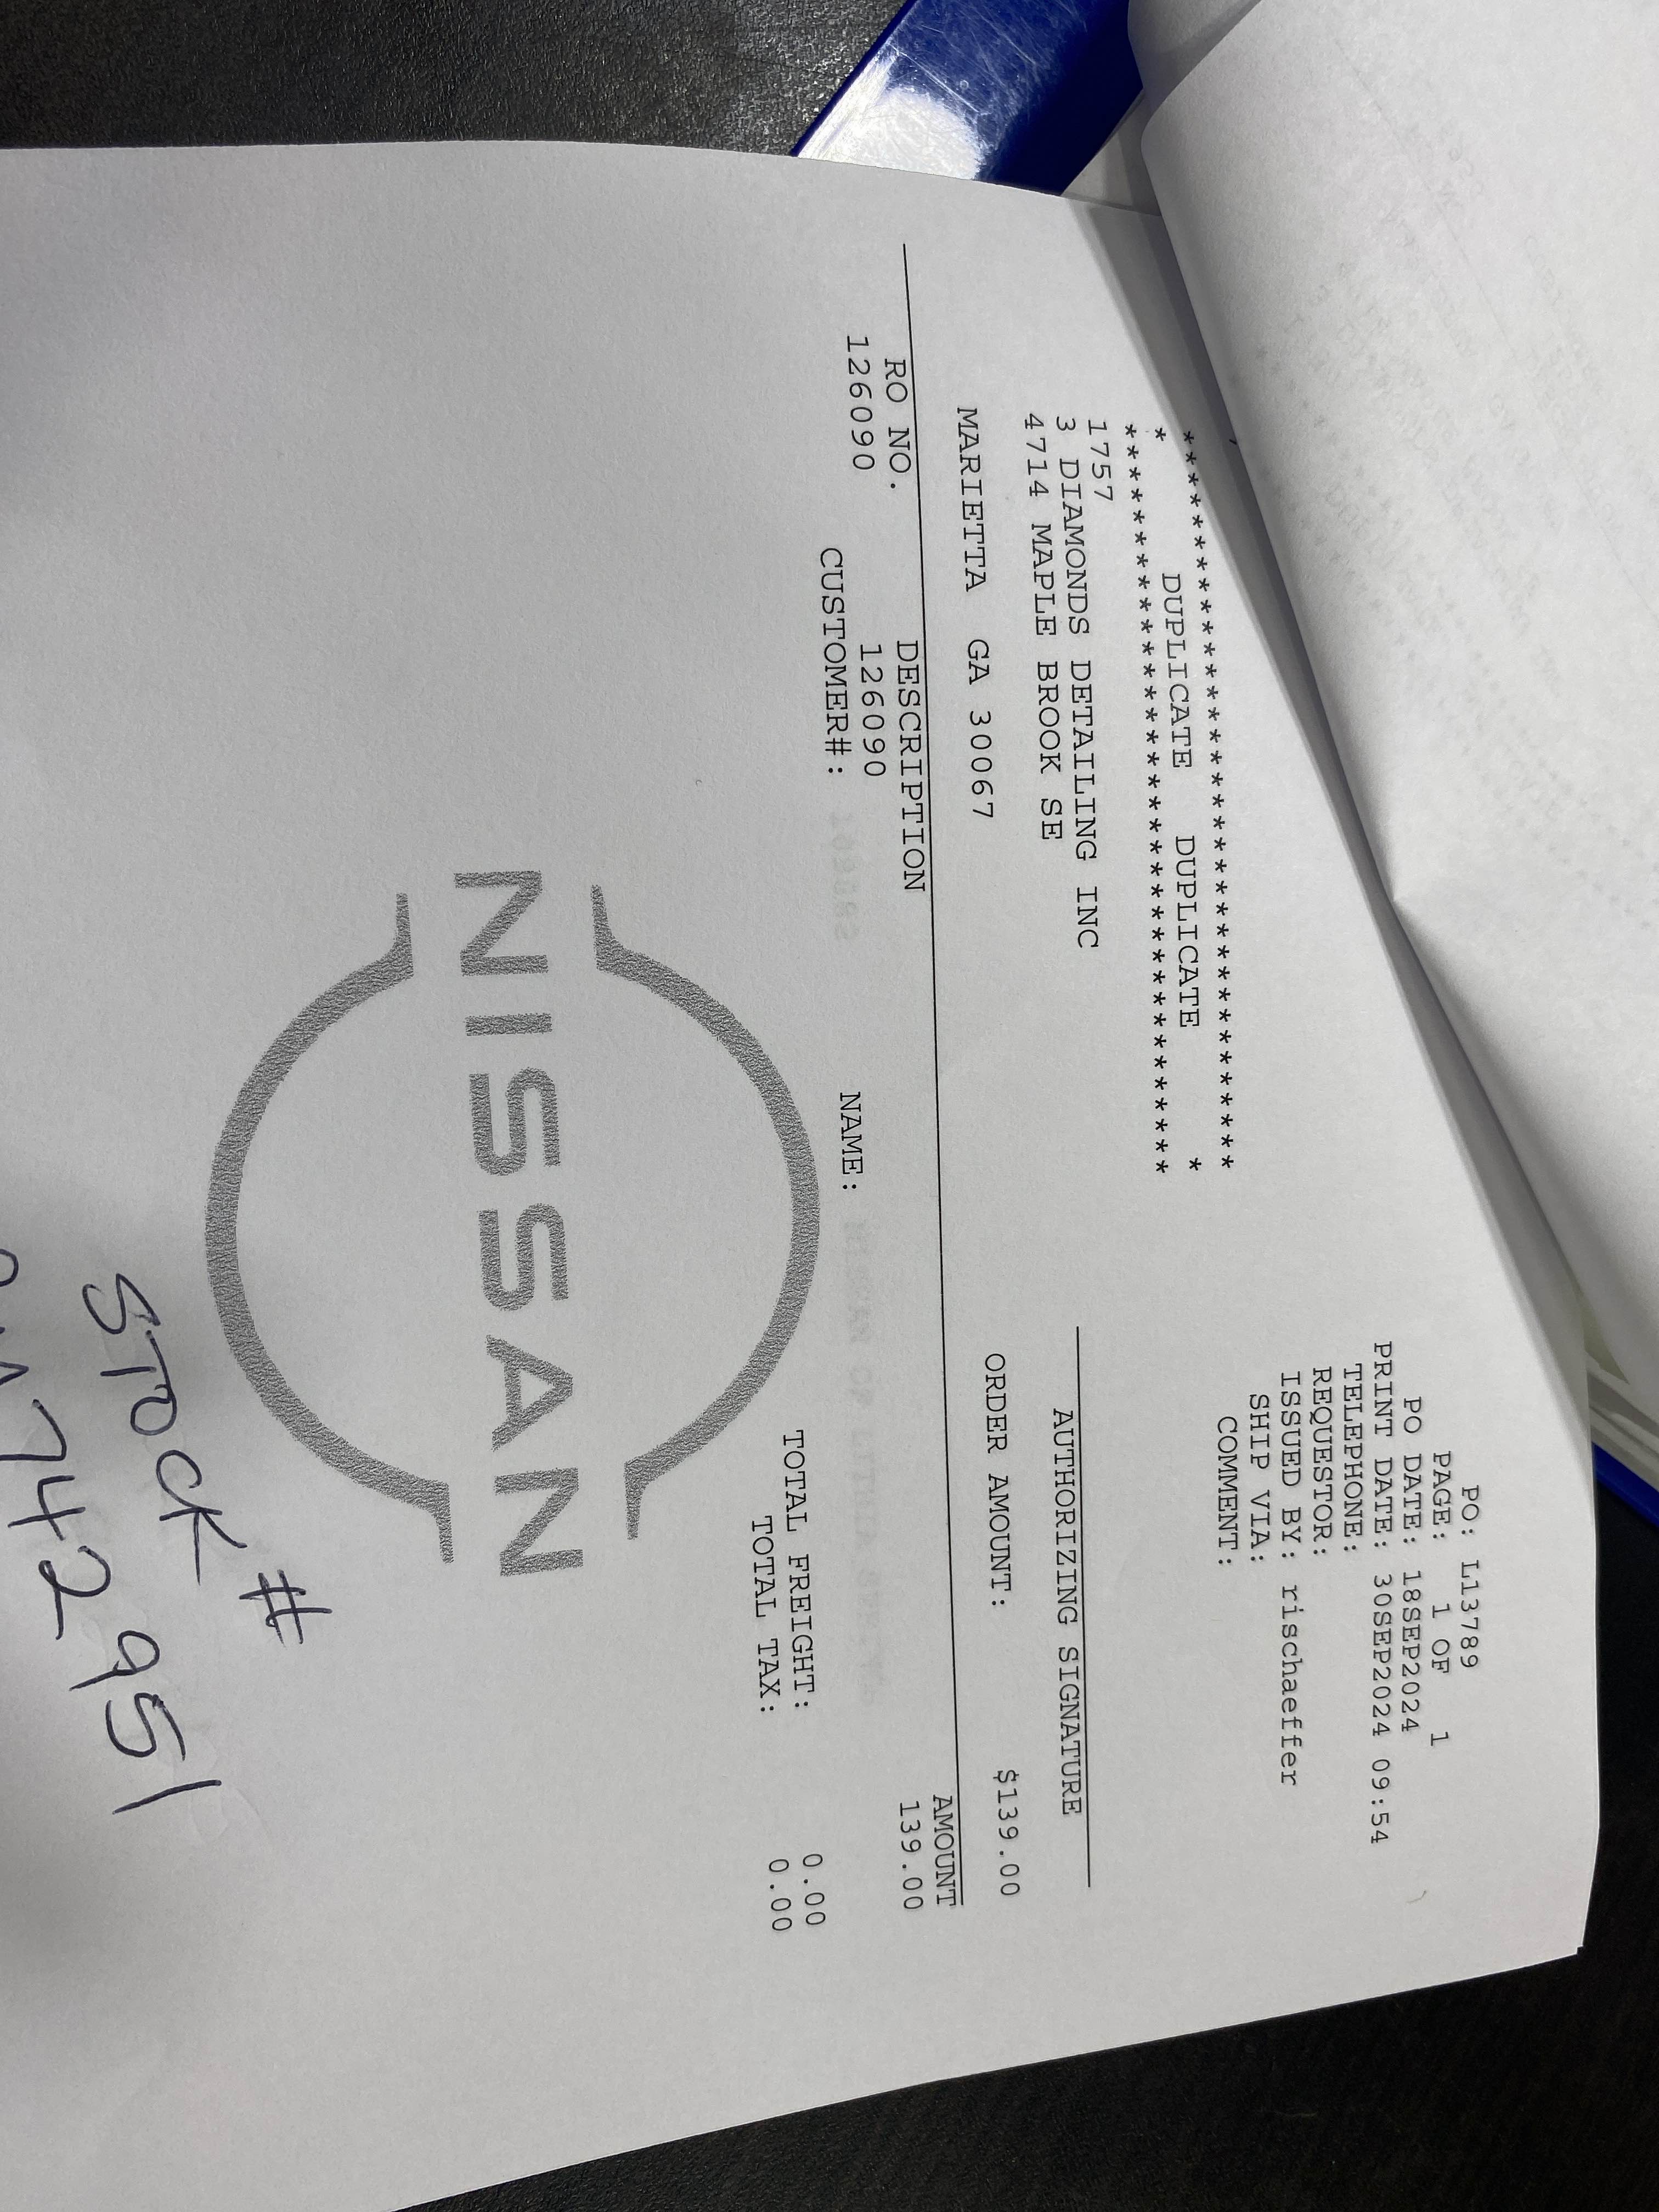 PO: L13789
PAGE: 1 OF 1
PO DATE: 18SEP2024
PRINT DATE: 30SEP2024 09:54
TELEPHONE:
REQUESTOR:
ISSUED BY: rischaeffer
SHIP VIA:
COMMENT:
***********************************
* DUPLICATE DUPLICATE *
***********************************
1757
3 DIAMONDS DETAILING INC
4714 MAPLE BROOK SE
MARIETTA GA 30067
AUTHORIZING SIGNATURE
ORDER AMOUNT: $139.00
RO NO. DESCRIPTION AMOUNT
126090 126090 139.00
CUSTOMER#: NAME:
TOTAL FREIGHT: 0.00
TOTAL TAX: 0.00
NISSAN
STOCK #
742951